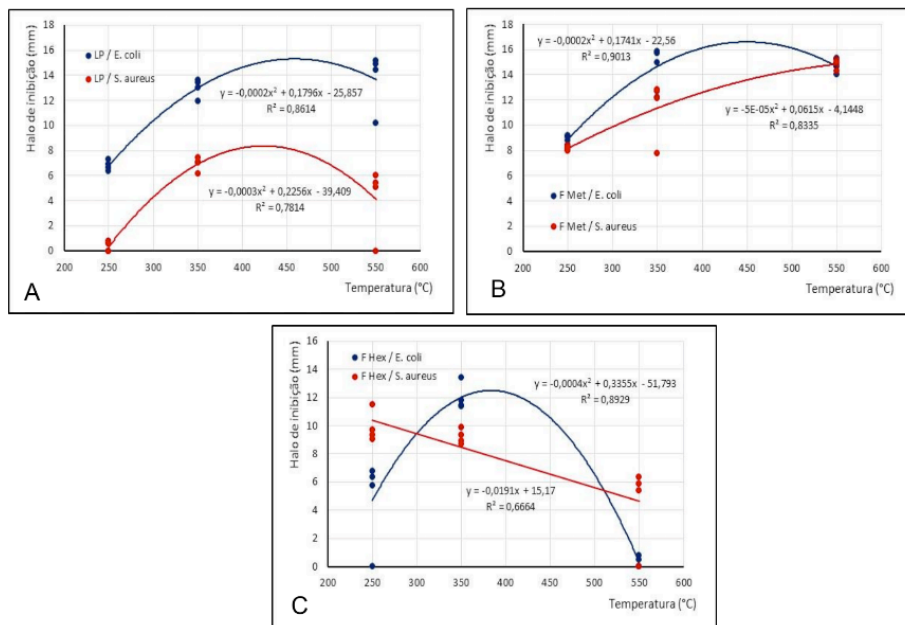 18
16
14
12
10
8
6
4
2
0
Halo de inibição (mm)
LP / E. coli
LP / S. aureus
y = -0,0002x² + 0,1796x - 25,857
R² = 0,8614
y = -0,0003x² + 0,2256x - 39,409
R² = 0,7814
200 250 300 350 400 450 500 550 600
Temperatura (°C)
A
18
16
14
12
10
8
6
4
2
0
Halo de inibição (mm)
y = -0,0002x² + 0,1741x - 22,56
R² = 0,9013
y = -5E-05x² + 0,0615x - 4,1448
R² = 0,8335
F Met / E. coli
F Met / S. aureus
200 250 300 350 400 450 500 550 600
Temperatura (°C)
B
16
14
12
10
8
6
4
2
0
Halo de inibição (mm)
F Hex / E. coli
F Hex / S. aureus
y = -0,0004x² + 0,3355x - 51,793
R² = 0,8929
y = -0,0191x + 15,17
R² = 0,6664
200 250 300 350 400 450 500 550 600
Temperatura (°C)
C